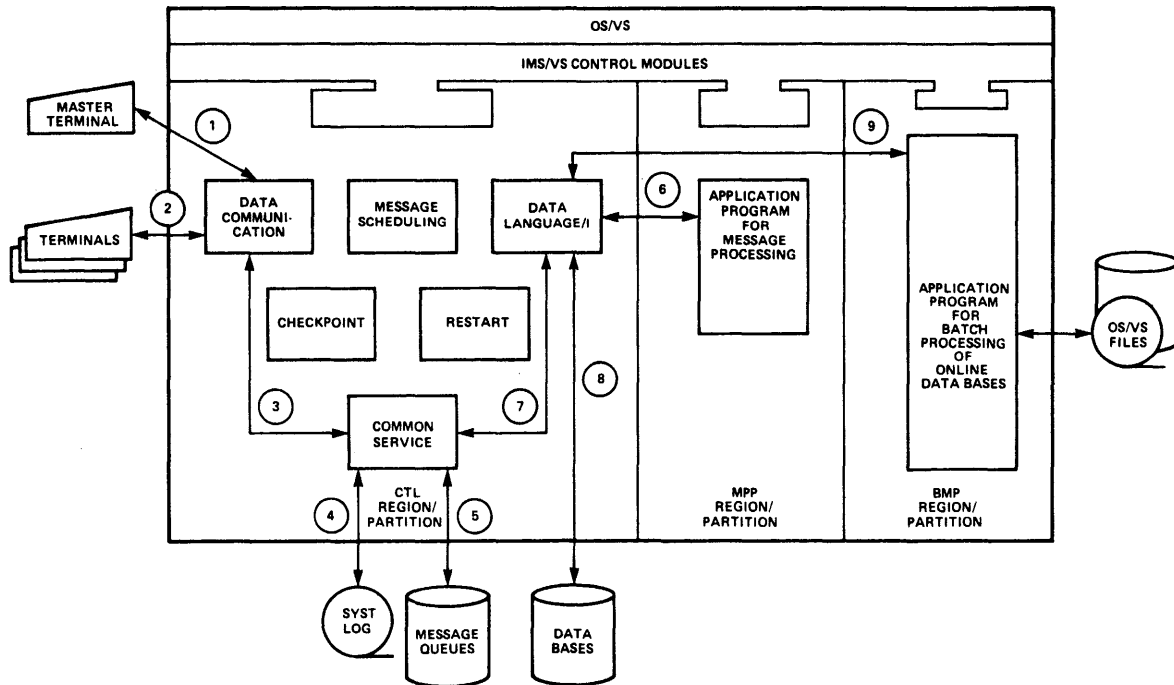 OS/VS
IMS/VS CONTROL MODULES
MASTER
TERMINAL
1
2
TERMINALS
DATA
COMMUNI-
CATION
MESSAGE
SCHEDULING
DATA
LANGUAGE/I
6
9
APPLICATION
PROGRAM
FOR
MESSAGE
PROCESSING
APPLICATION
PROGRAM
FOR
BATCH
PROCESSING
OF
ONLINE
DATA BASES
OS/VS
FILES
CHECKPOINT
RESTART
3
7
8
COMMON
SERVICE
4
5
CTL
REGION/
PARTITION
MPP
REGION/
PARTITION
BMP
REGION/
PARTITION
SYST
LOG
MESSAGE
QUEUES
DATA
BASES